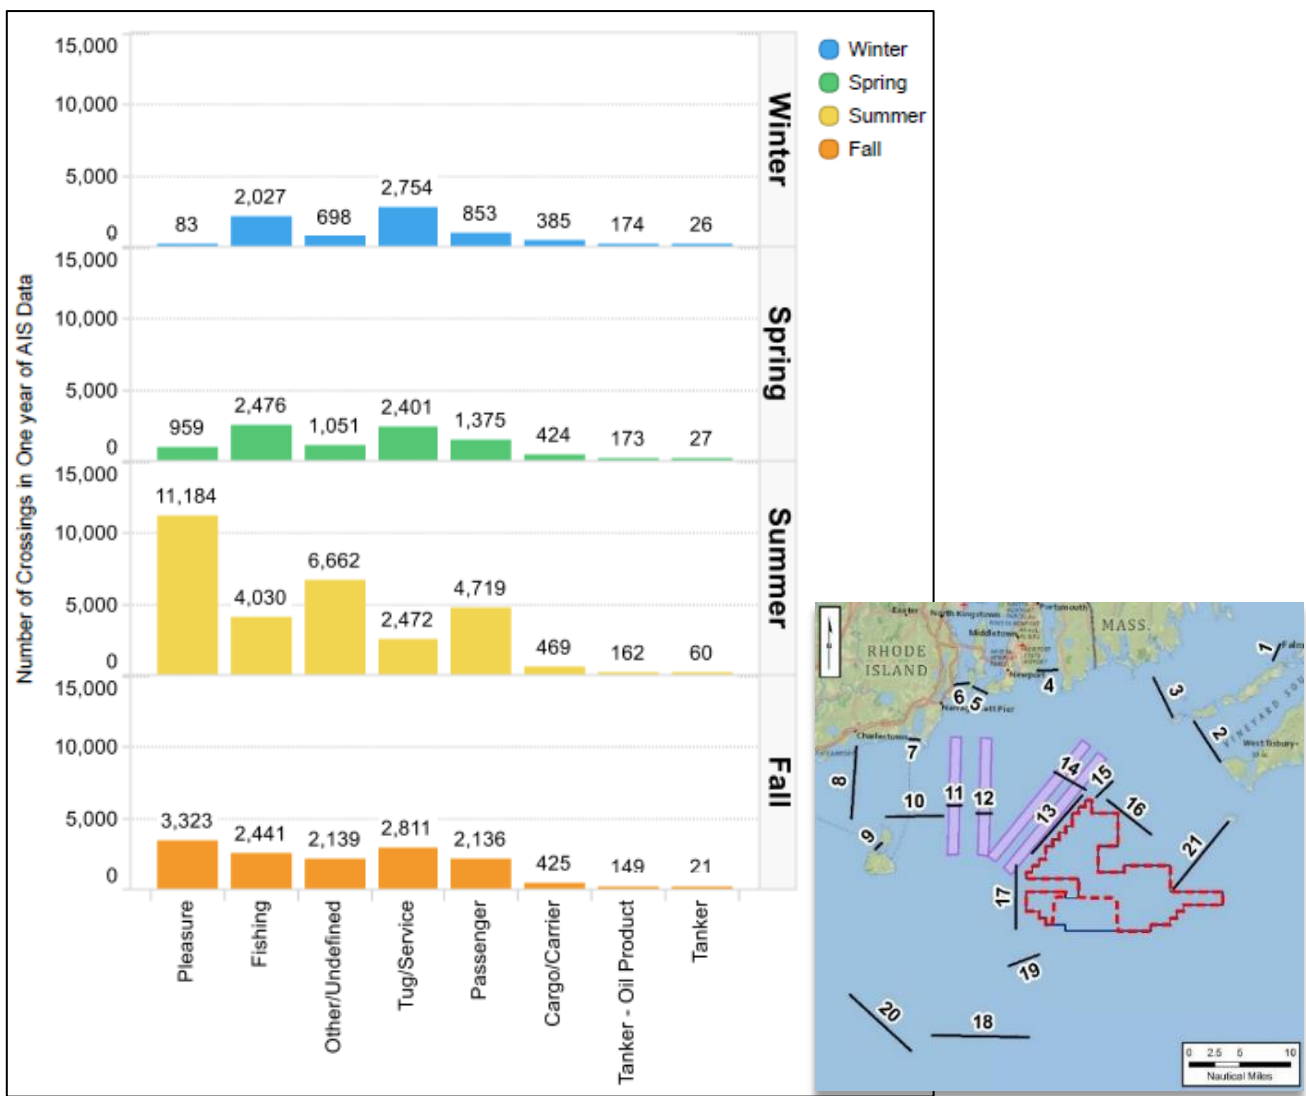 Number of Crossings in One year of AIS Data
15,000
10,000
5,000
0
83
2,027
698
2,754
853
385
174
26
Winter
15,000
10,000
5,000
0
959
2,476
1,051
2,401
1,375
424
173
27
Spring
15,000
10,000
5,000
0
11,184
4,030
6,662
2,472
4,719
469
162
60
Summer
15,000
10,000
5,000
0
3,323
2,441
2,139
2,811
2,136
425
149
21
Fall
Pleasure
Fishing
Other/Undefined
Tug/Service
Passenger
Cargo/Carrier
Tanker - Oil Product
Tanker
Winter
Spring
Summer
Fall
Exeter
North Kingstown
Portsmouth
Middletown
MASS.
RHODE
ISLAND
Newport
Charlestown
VINEYARD SOU
West Tisbury
1
2
3
4
5
6
7
8
9
10
11
12
13
14
15
16
17
18
19
20
21
0 2.5 5 10
Nautical Miles